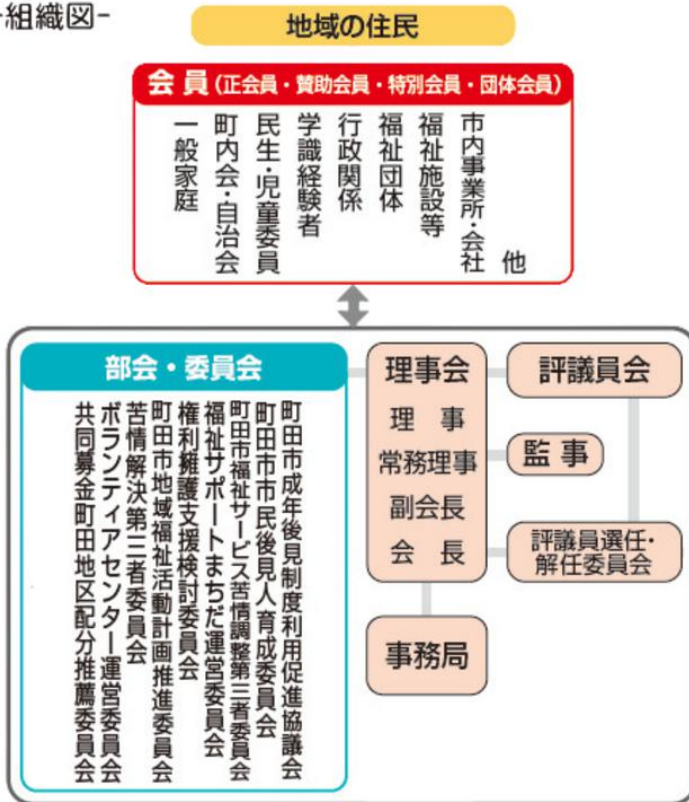 組織図-
地域の住民
会員(正会員・賛助会員・特別会員・団体会員)
一般家庭
町内会・自治会
民生・児童委員
学識経験者
行政関係
福祉団体
福祉施設等
市内事業所・会社
他
部会・委員会
町田市成年後見制度利用促進協議会
町田市市民後見人育成委員会
町田市福祉サービス苦情調整第三者委員会
福祉サポートまちだ運営委員会
権利擁護支援検討委員会
町田市地域福祉活動計画推進委員会
苦情解決第三者委員会
ボランティアセンター運営委員会
共同募金町田地区配分推薦委員会
理事会
理事
常務理事
副会長
会長
評議員会
監事
評議員選任・
解任委員会
事務局